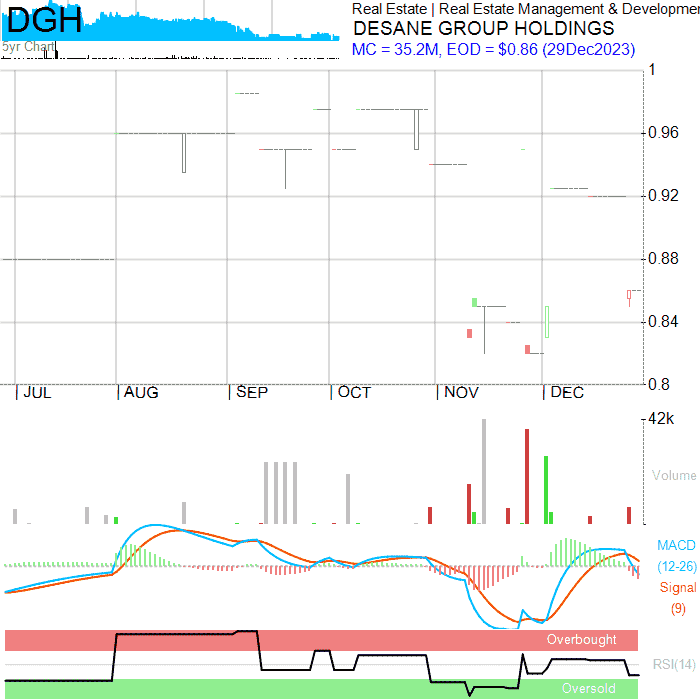 DGH
Real Estate | Real Estate Management & Developmer
DESANE GROUP HOLDINGS
5yr Chart
MC = 35.2M, EOD = $0.86 (29Dec2023)
1
0.96
0.92
0.88
0.84
0.8
| JUL | AUG | SEP | OCT | NOV | DEC
42k
Volume
MACD
(12-26)
Signal
(9)
Overbought
RSI(14)
Oversold